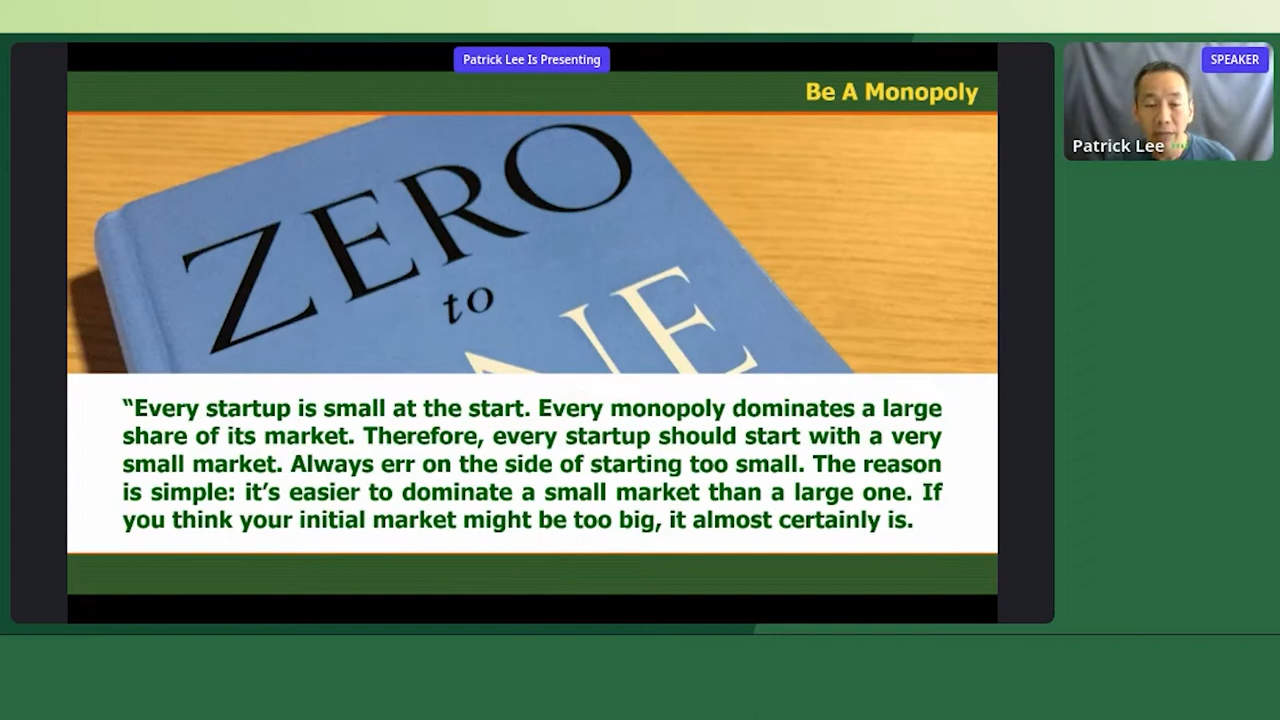 Patrick Lee Is Presenting
SPEAKER
Be A Monopoly
Patrick Lee
ZERO
to
NE
“Every startup is small at the start. Every monopoly dominates a large
share of its market. Therefore, every startup should start with a very
small market. Always err on the side of starting too small. The reason
is simple: it’s easier to dominate a small market than a large one. If
you think your initial market might be too big, it almost certainly is.